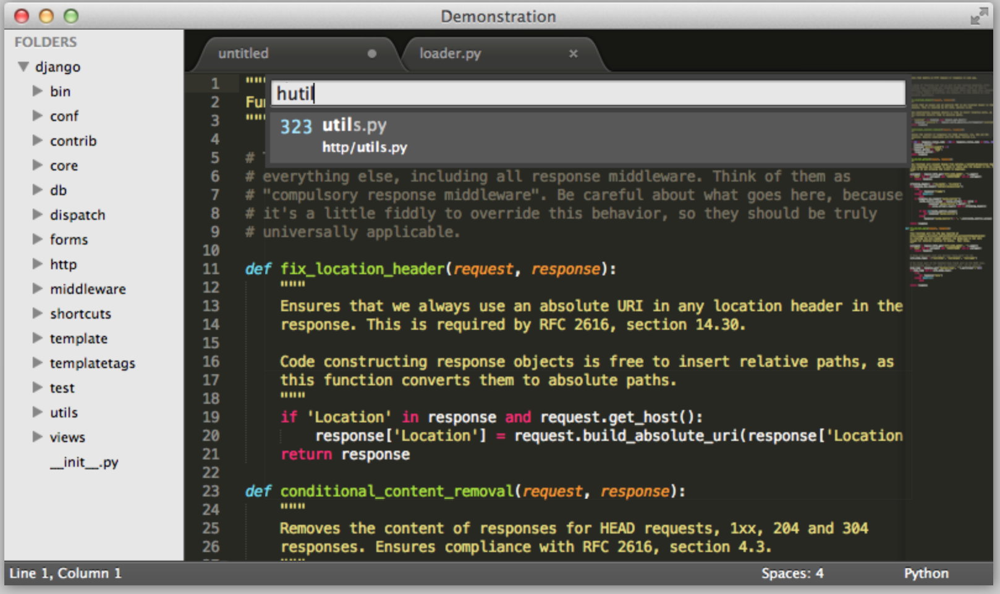 Demonstration
FOLDERS
django
bin
conf
contrib
core
db
dispatch
forms
http
middleware
shortcuts
template
templatetags
test
utils
views
__init__.py
untitled
loader.py ×
hutil
323 utils.py
http/utils.py
1 """
2 Fu
3 """
4
5 #
6 # everything else, including all response middleware. Think of them as
7 # "compulsory response middleware". Be careful about what goes here, because
8 # it's a little fiddly to override this behavior, so they should be truly
9 # universally applicable.
10
11 def fix_location_header(request, response):
12 """
13 Ensures that we always use an absolute URI in any location header in the
14 response. This is required by RFC 2616, section 14.30.
15
16 Code constructing response objects is free to insert relative paths, as
17 this function converts them to absolute paths.
18 """
19 if 'Location' in response and request.get_host():
20 response['Location'] = request.build_absolute_uri(response['Location
21 return response
22
23 def conditional_content_removal(request, response):
24 """
25 Removes the content of responses for HEAD requests, 1xx, 204 and 304
26 responses. Ensures compliance with RFC 2616, section 4.3.
Line 1, Column 1
Spaces: 4
Python